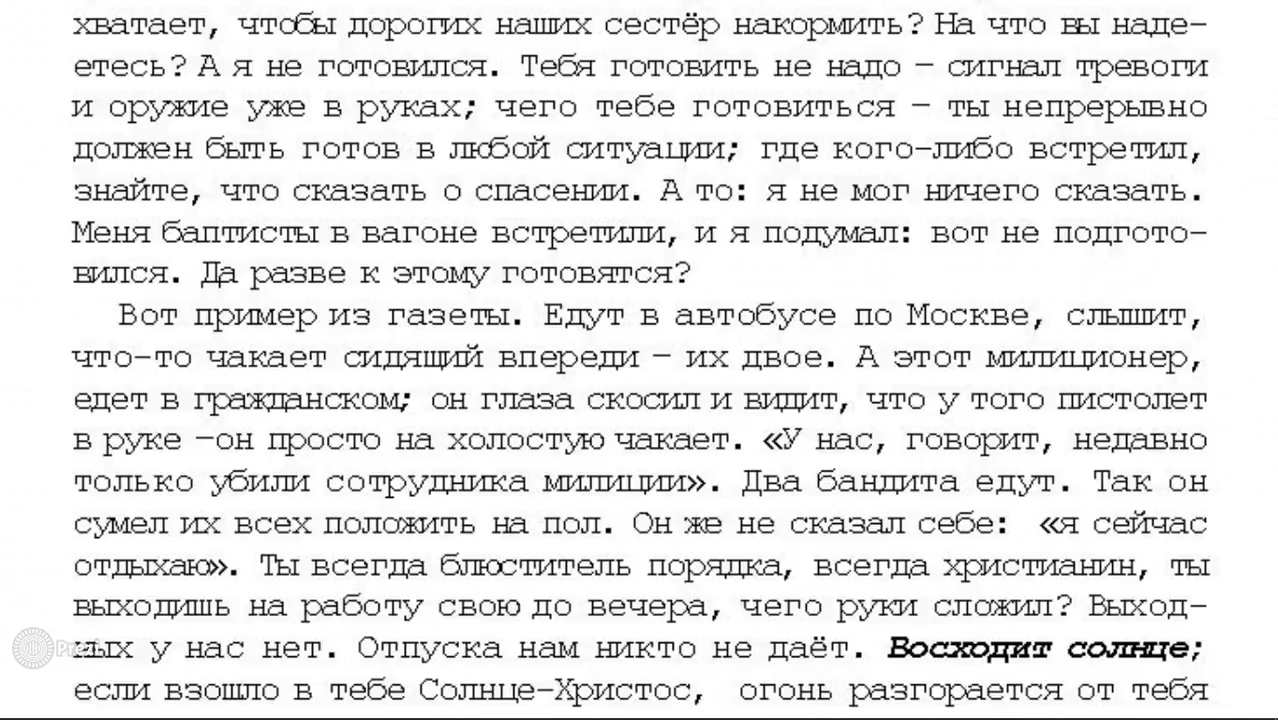 хватает, чтобы дорогих наших сестёр накормить? На что вы наде-
етесь? А я не готовился. Тебя готовить не надо – сигнал тревоги
и оружие уже в руках; чего тебе готовиться – ты непрерывно
должен быть готов в любой ситуации; где кого-либо встретил,
знайте, что сказать о спасении. А то: я не мог ничего сказать.
Меня баптисты в вагоне встретили, и я подумал: вот не подгото-
вился. Да разве к этому готовятся?
Вот пример из газеты. Едут в автобусе по Москве, слышит,
что-то чакает сидящий впереди – их двое. А этот милиционер,
едет в гражданском; он глаза скосил и видит, что у того пистолет
в руке –он просто на холостую чакает. «У нас, говорит, недавно
только убили сотрудника милиции». Два бандита едут. Так он
сумел их всех положить на пол. Он же не сказал себе: «я сейчас
отдыхаю». Ты всегда блюститель порядка, всегда христианин, ты
выходишь на работу свою до вечера, чего руки сложил? Выход-
ных у нас нет. Отпуска нам никто не даёт. Восходит солнце;
если взошло в тебе Солнце-Христос, огонь разгорается от тебя